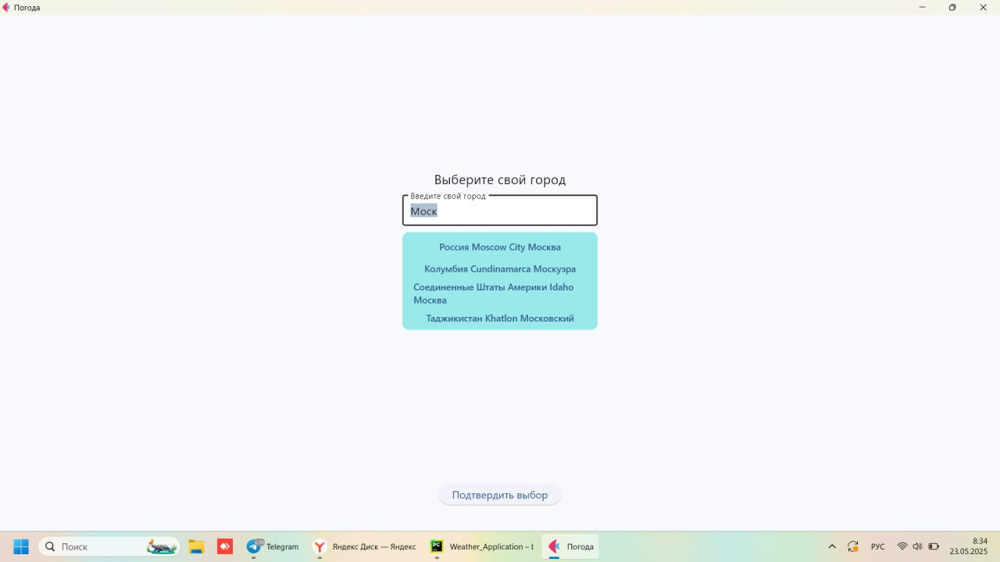 Погода
Выберите свой город
Введите свой город
Моск
Россия Moscow City Москва
Колумбия Cundinamarca Москуэра
Соединенные Штаты Америки Idaho
Москва
Таджикистан Khatlon Московский
Подтвердить выбор
Поиск
Telegram
Яндекс Диск — Яндекс
PC
Weather_Application –
Погода
РУС
8:34
23.05.2025